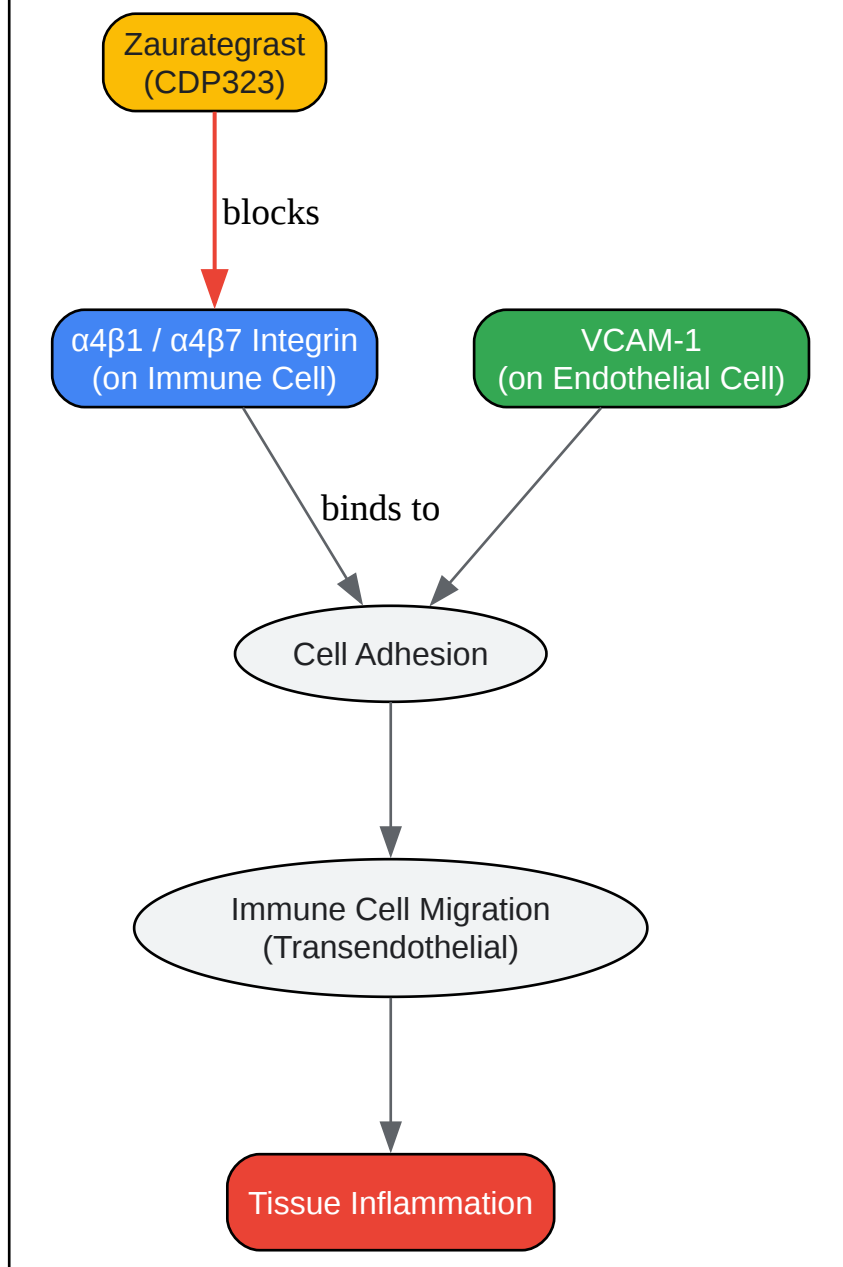 Zaurategrast
(CDP323)
blocks
α4β1 / α4β7 Integrin
(on Immune Cell)
VCAM-1
(on Endothelial Cell)
binds to
Cell Adhesion
Immune Cell Migration
(Transendothelial)
Tissue Inflammation